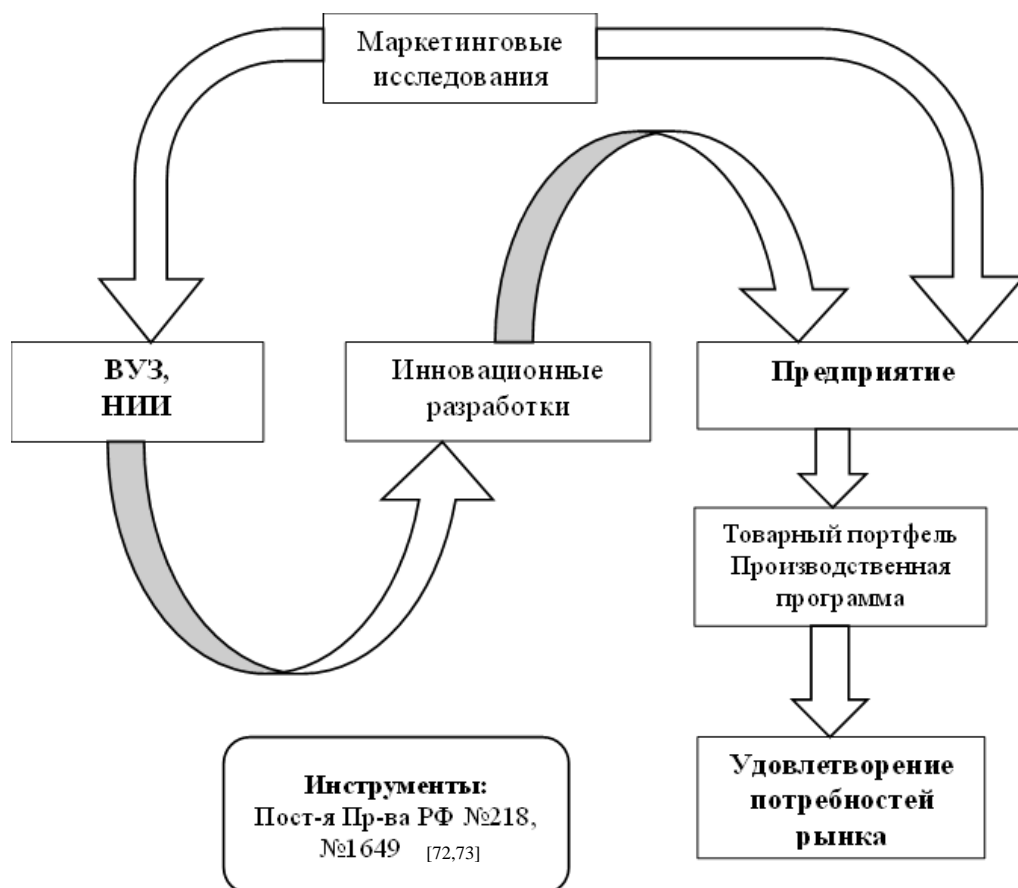 Маркетинговые
исследования
ВУЗ,
НИИ
Инновационные
разработки
Предприятие
Товарный портфель
Производственная
программа
Инструменты:
Пост-я Пр-ва РФ №218,
№1649 [72,73]
Удовлетворение
потребностей
рынка